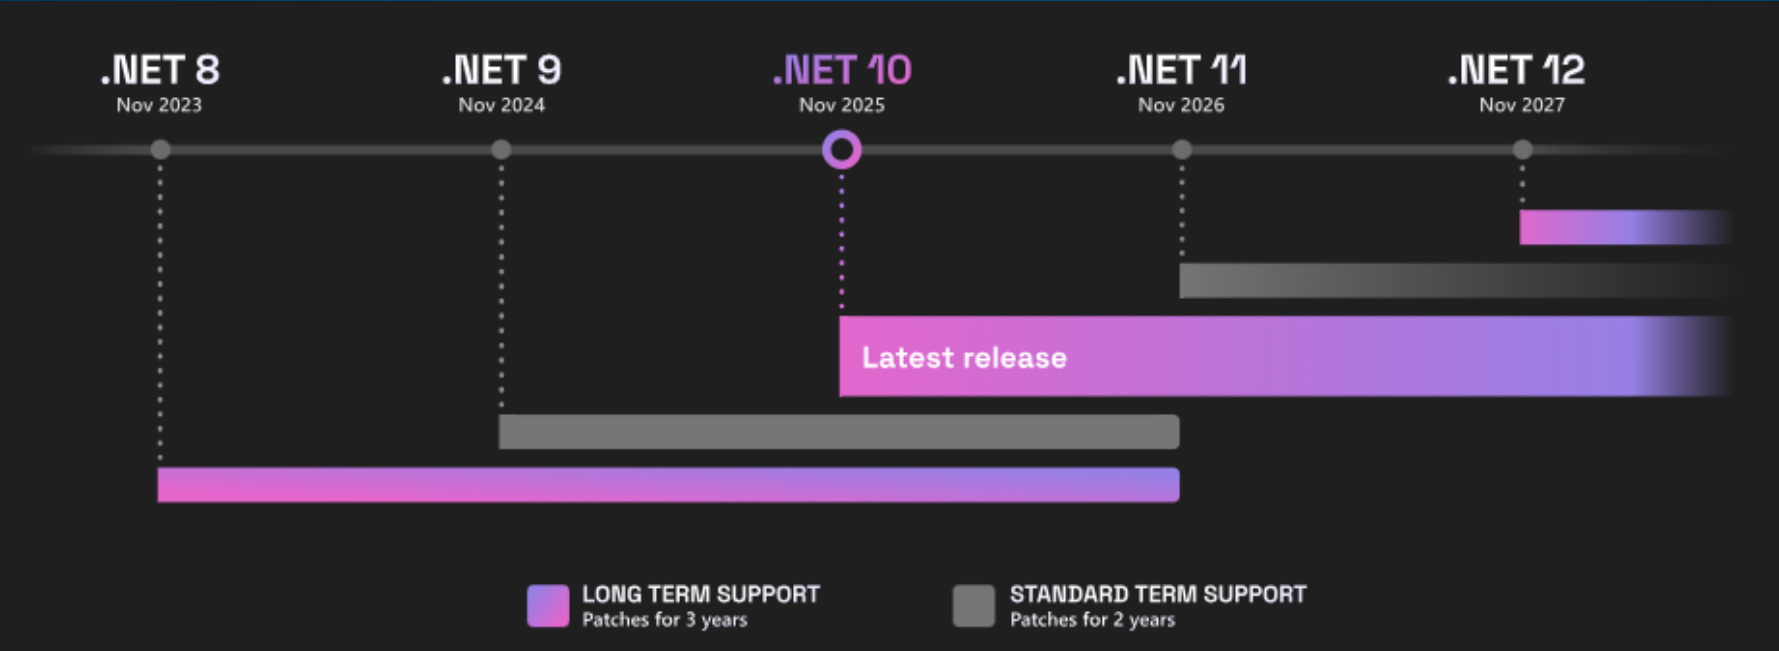 .NET 8
Nov 2023
.NET 9
Nov 2024
.NET 10
Nov 2025
.NET 11
Nov 2026
.NET 12
Nov 2027
Latest release
LONG TERM SUPPORT
Patches for 3 years
STANDARD TERM SUPPORT
Patches for 2 years